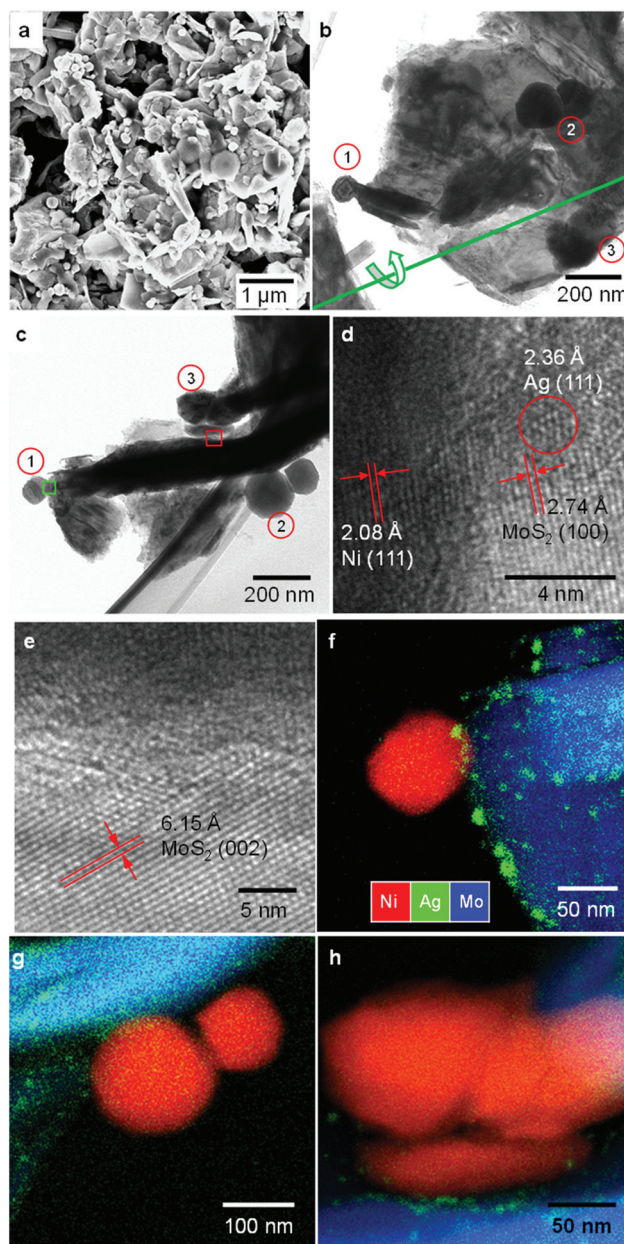 a
1 µm
b
1
2
3
200 nm
c
3
1
2
200 nm
d
2.36 Å
Ag (111)
2.08 Å
Ni (111)
2.74 Å
MoS₂ (100)
4 nm
e
6.15 Å
MoS₂ (002)
5 nm
f
Ni Ag Mo
50 nm
g
100 nm
h
50 nm